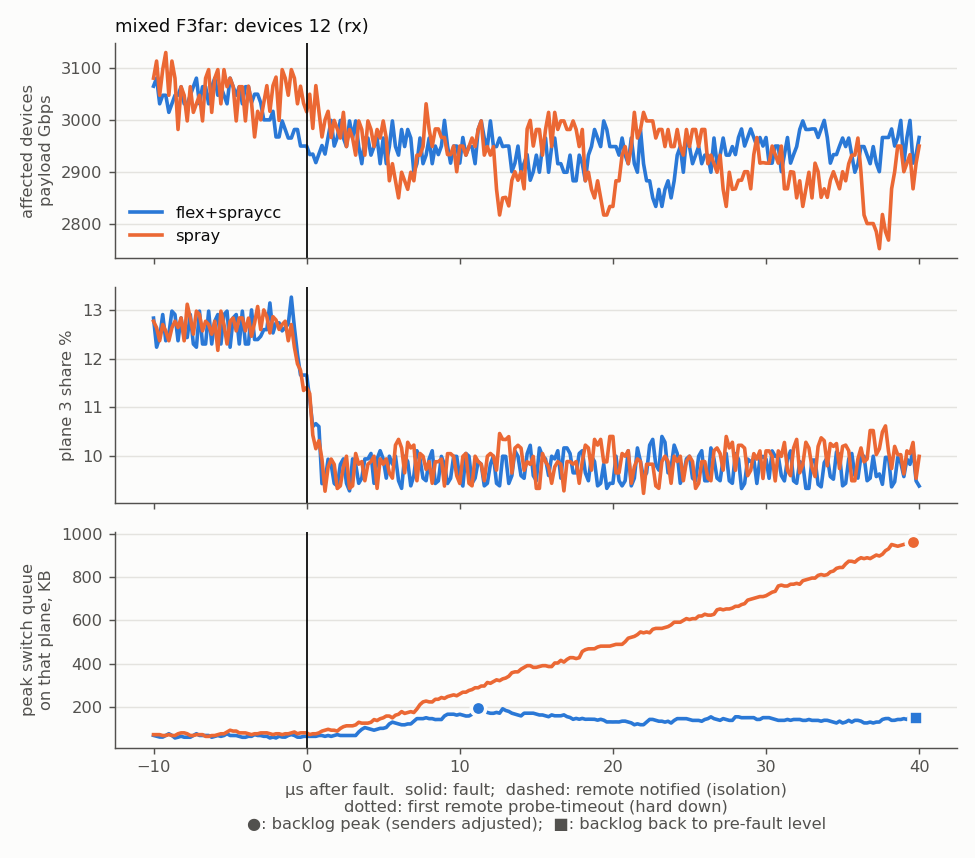 mixed F3far: devices 12 (rx)
affected devices
payload Gbps
3100
3000
2900
2800
flex+spraycc
spray
plane 3 share %
13
12
11
10
peak switch queue
on that plane, KB
1000
800
600
400
200
−10 0 10 20 30 40
µs after fault.  solid: fault;  dashed: remote notified (isolation)
dotted: first remote probe-timeout (hard down)
●: backlog peak (senders adjusted);  ■: backlog back to pre-fault level